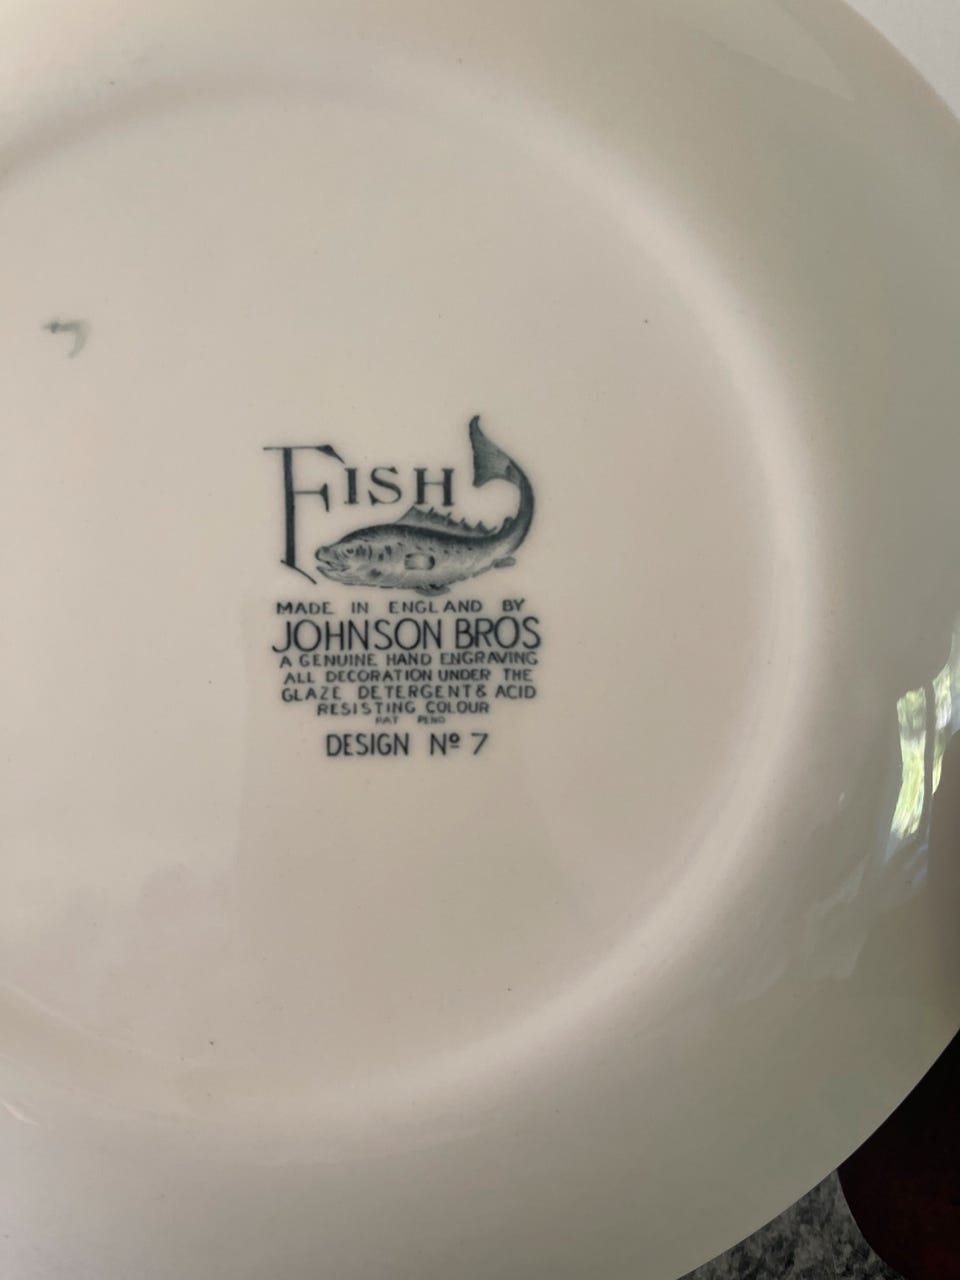 FISH
MADE IN ENGLAND BY
JOHNSON BROS
A GENUINE HAND ENGRAVING
ALL DECORATION UNDER THE
GLAZE DETERGENT & ACID
RESISTING COLOUR
PAT PEND
DESIGN Nº 7